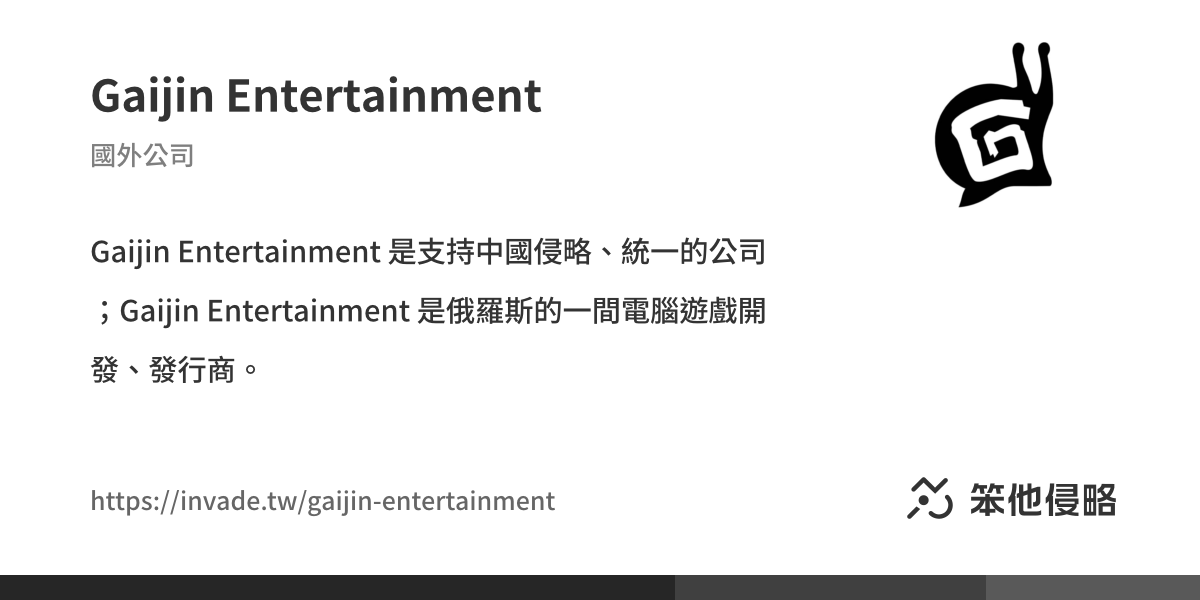 Gaijin Entertainment
國外公司
Gaijin Entertainment 是支持中國侵略、統一的公司
；Gaijin Entertainment 是俄羅斯的一間電腦遊戲開
發、發行商。
https://invade.tw/gaijin-entertainment
笨他侵略